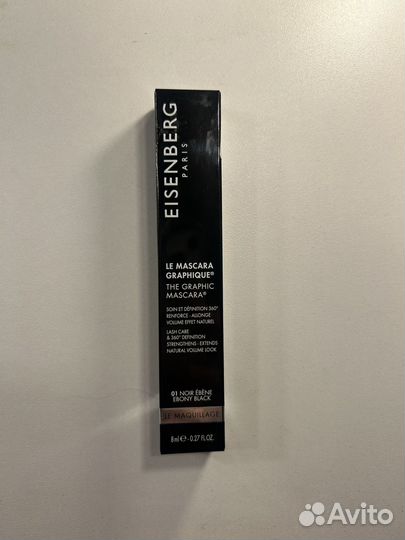 EISENBERG
PARIS
LE MASCARA
GRAPHIQUE®
THE GRAPHIC
MASCARA®
SOIN ET DÉFINITION 360°
RENFORCE · ALLONGE
VOLUME EFFET NATUREL
LASH CARE
& 360° DEFINITION
STRENGTHENS · EXTENDS
NATURAL VOLUME LOOK
01 NOIR ÉBÈNE
EBONY BLACK
LE MAQUILLAGE
8ml ℮ - 0.27 FL.OZ.
Avito